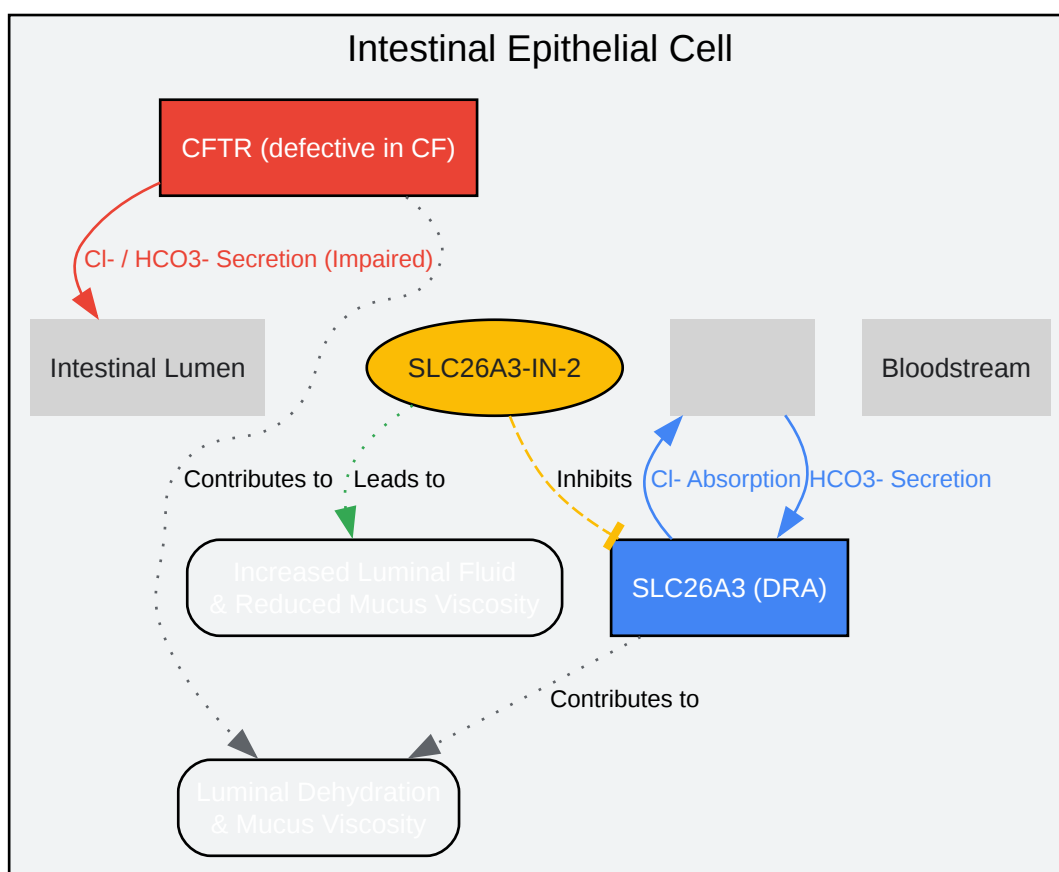 Intestinal Epithelial Cell
CFTR (defective in CF)
Cl- / HCO3- Secretion (Impaired)
Intestinal Lumen
SLC26A3-IN-2
Bloodstream
Contributes to
Leads to
Inhibits
Cl- Absorption
HCO3- Secretion
Increased Luminal Fluid
& Reduced Mucus Viscosity
SLC26A3 (DRA)
Contributes to
Luminal Dehydration
& Mucus Viscosity